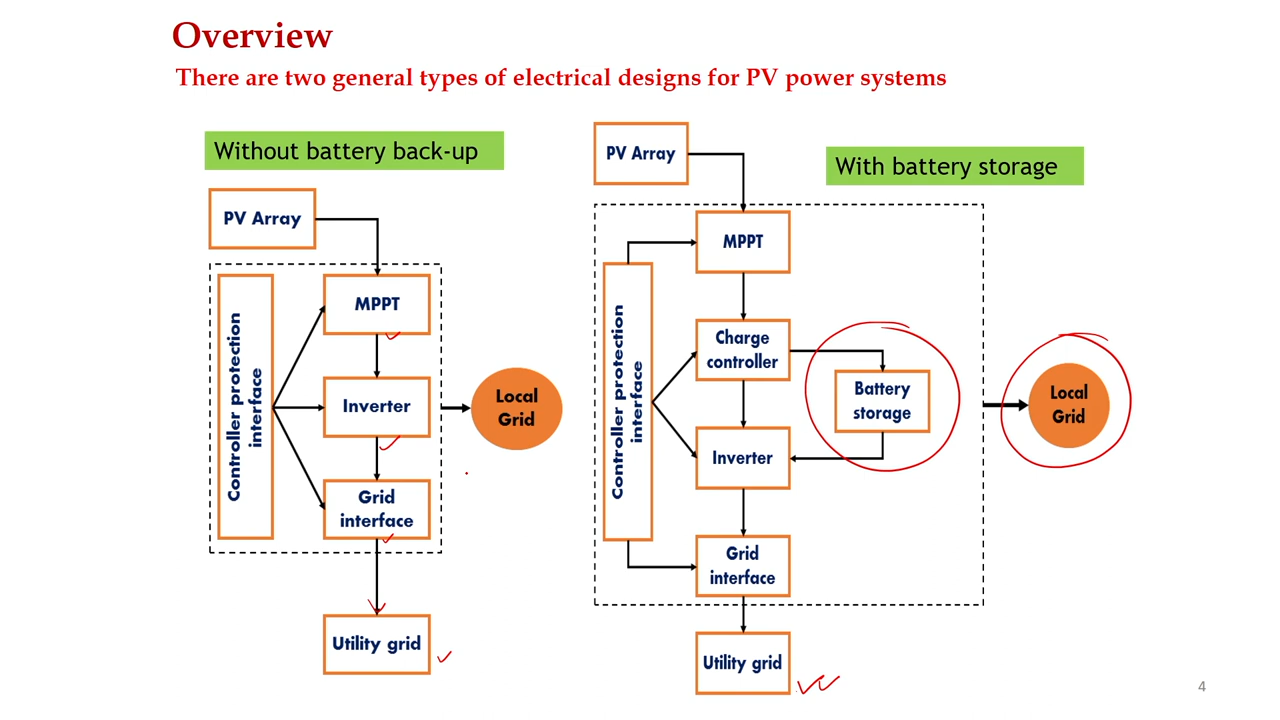 Overview
There are two general types of electrical designs for PV power systems
Without battery back-up
PV Array
Controller protection
interface
MPPT
Inverter
Grid
interface
Utility grid
Local
Grid
With battery storage
PV Array
Controller protection
interface
MPPT
Charge
controller
Battery
storage
Inverter
Grid
interface
Utility grid
Local
Grid
4